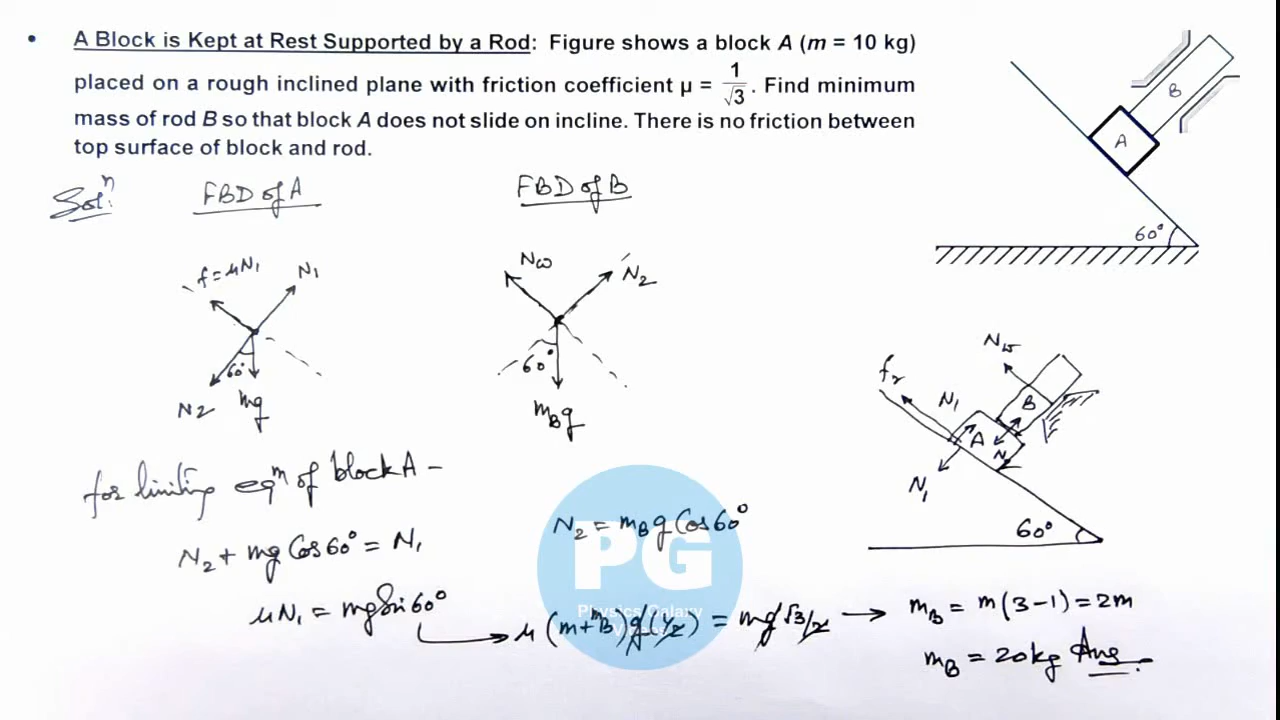 • A Block is Kept at Rest Supported by a Rod: Figure shows a block A (m = 10 kg)
placed on a rough inclined plane with friction coefficient μ = 1/√3. Find minimum
mass of rod B so that block A does not slide on incline. There is no friction between
top surface of block and rod.
B
A
60°
Solⁿ:
FBD of A
FBD of B
f=μN₁
N₁
60°
N₂
mg
N_ω
N₂
60°
m_B g
N_ω
f_r
N₁
B
A
N₂
N₁
60°
for limiting eqᵐ of block A –
N₂ + mg Cos 60° = N₁
N₂ = m_B g Cos 60°
μN₁ = mg Sin 60°
μ (m+m_B) g (1/2) = mg √3/2 → m_B = m(3-1) = 2m
m_B = 20kg Ans.
PG
Physics Galaxy